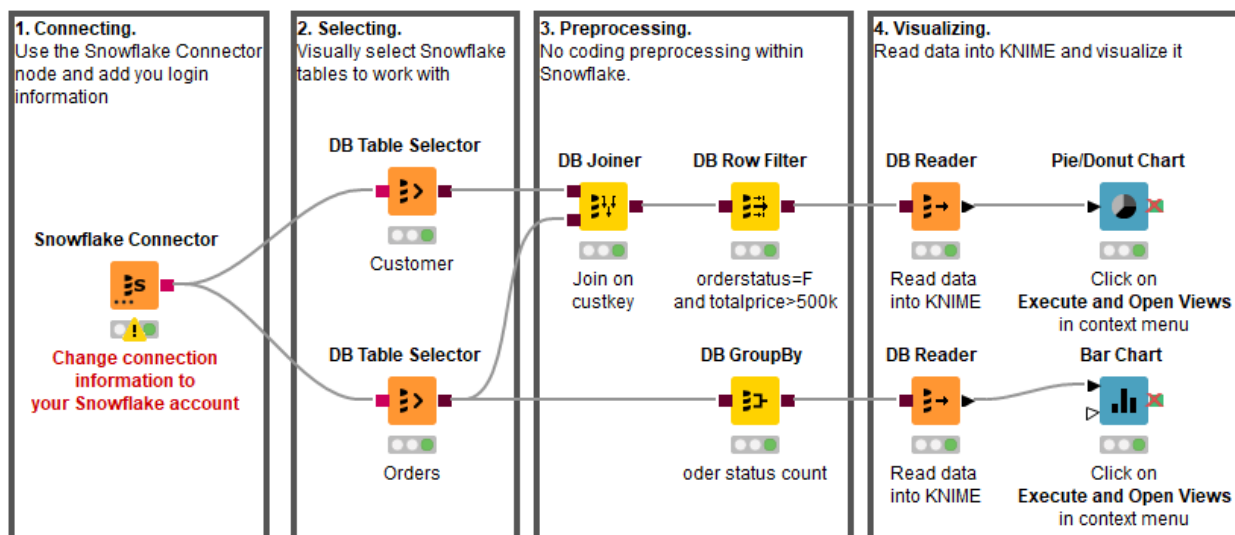 1. Connecting.
Use the Snowflake Connector
node and add you login
information
Snowflake Connector
S
Change connection
information to
your Snowflake account
2. Selecting.
Visually select Snowflake
tables to work with
DB Table Selector
Customer
DB Table Selector
Orders
3. Preprocessing.
No coding preprocessing within
Snowflake.
DB Joiner
Join on
custkey
DB Row Filter
orderstatus=F
and totalprice>500k
DB GroupBy
oder status count
4. Visualizing.
Read data into KNIME and visualize it
DB Reader
Read data
into KNIME
Pie/Donut Chart
Click on
Execute and Open Views
in context menu
DB Reader
Read data
into KNIME
Bar Chart
Click on
Execute and Open Views
in context menu